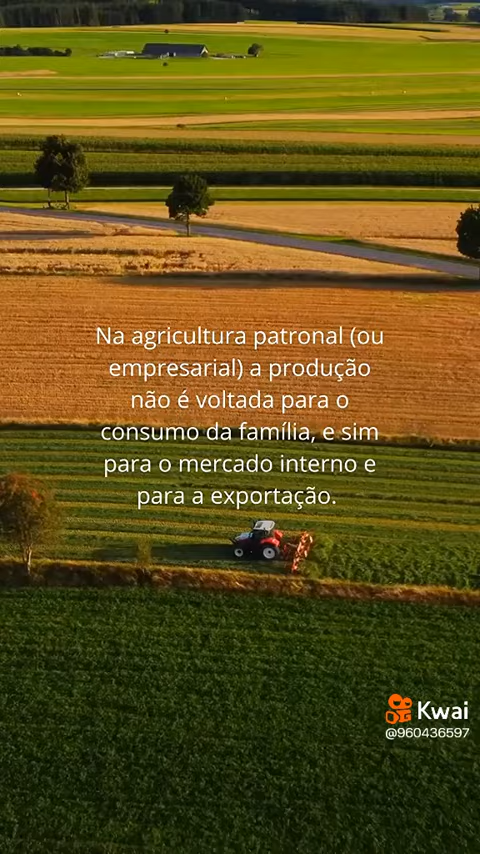 Na agricultura patronal (ou
empresarial) a produção
não é voltada para o
consumo da família, e sim
para o mercado interno e
para a exportação.
Kwai
@960436597